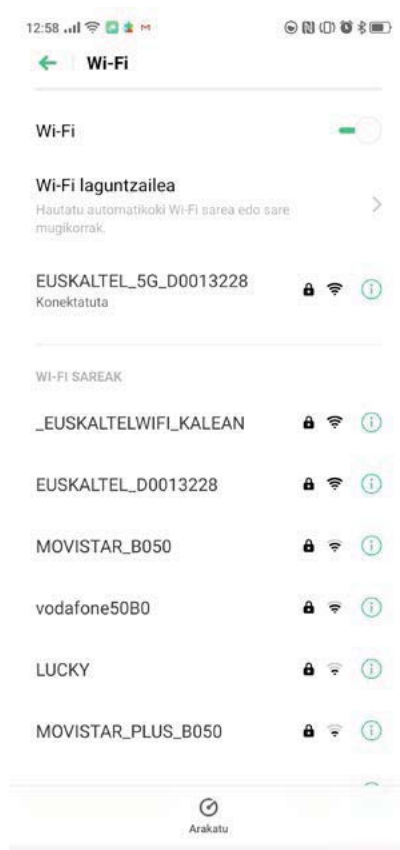 12:58
Wi-Fi
Wi-Fi
Wi-Fi laguntzailea
Hautatu automatikoki Wi-Fi sarea edo sare
mugikorrak.
EUSKALTEL_5G_D0013228
Konektatuta
WI-FI SAREAK
_EUSKALTELWIFI_KALEAN
EUSKALTEL_D0013228
MOVISTAR_B050
vodafone50B0
LUCKY
MOVISTAR_PLUS_B050
Arakatu